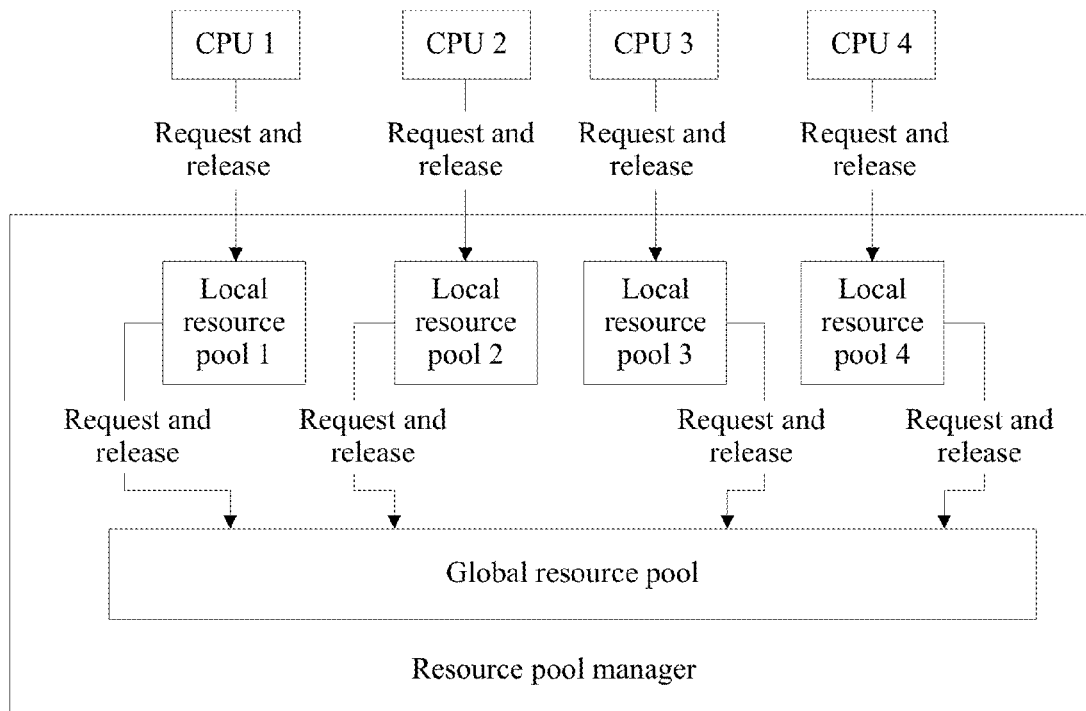 CPU 1
CPU 2
CPU 3
CPU 4
Request and
release
Request and
release
Request and
release
Request and
release
Local
resource
pool 1
Local
resource
pool 2
Local
resource
pool 3
Local
resource
pool 4
Request and
release
Request and
release
Request and
release
Request and
release
Global resource pool
Resource pool manager